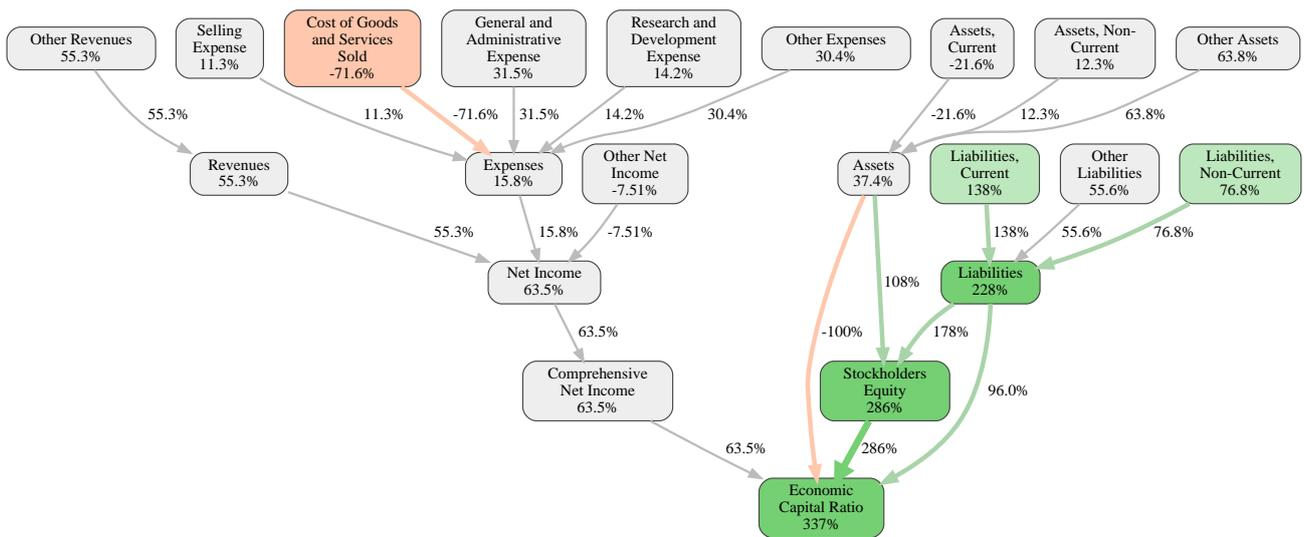 Other Revenues
55.3%
Selling
Expense
11.3%
Cost of Goods
and Services
Sold
-71.6%
General and
Administrative
Expense
31.5%
Research and
Development
Expense
14.2%
Other Expenses
30.4%
Assets,
Current
-21.6%
Assets, Non-
Current
12.3%
Other Assets
63.8%
55.3%
11.3%
-71.6%
31.5%
14.2%
30.4%
-21.6%
12.3%
63.8%
Revenues
55.3%
Expenses
15.8%
Other Net
Income
-7.51%
Assets
37.4%
Liabilities,
Current
138%
Other
Liabilities
55.6%
Liabilities,
Non-Current
76.8%
55.3%
15.8%
-7.51%
138%
55.6%
76.8%
Net Income
63.5%
Liabilities
228%
108%
63.5%
-100%
178%
Comprehensive
Net Income
63.5%
Stockholders
Equity
286%
96.0%
63.5%
286%
Economic
Capital Ratio
337%